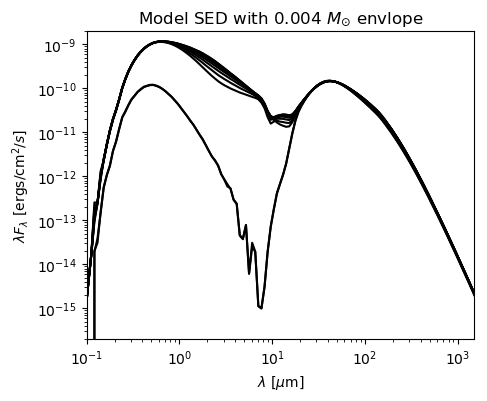 Model SED with 0.004 M☉ envlope
λFλ [ergs/cm²/s]
10⁻⁹
10⁻¹⁰
10⁻¹¹
10⁻¹²
10⁻¹³
10⁻¹⁴
10⁻¹⁵
10⁻¹ 10⁰ 10¹ 10² 10³
λ [μm]